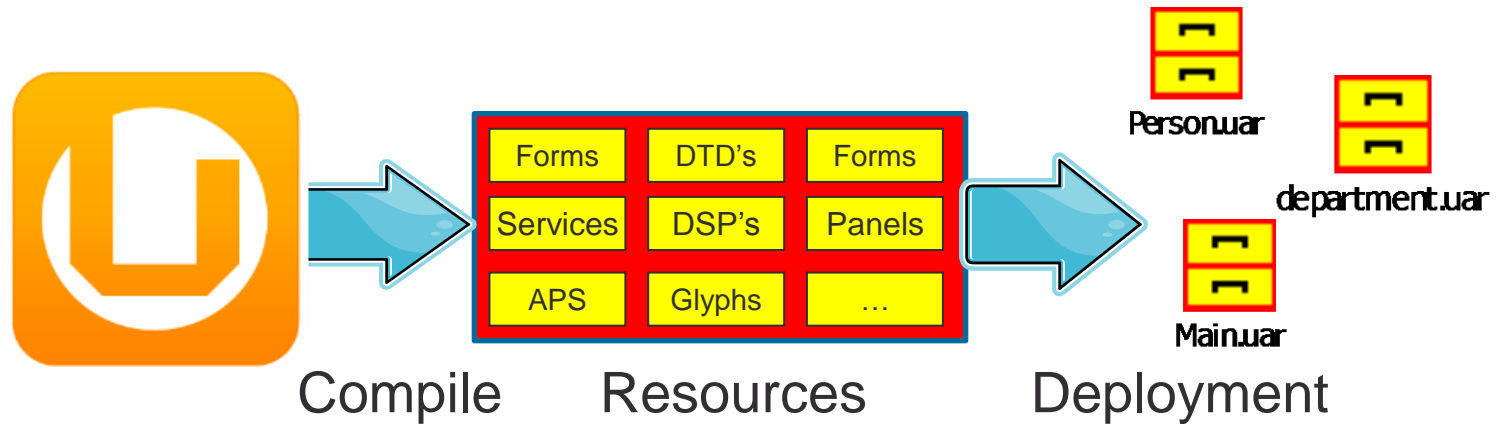 Forms DTD's Forms
Services DSP's Panels
APS Glyphs ...
Person.uar
department.uar
Main.uar
Compile Resources Deployment